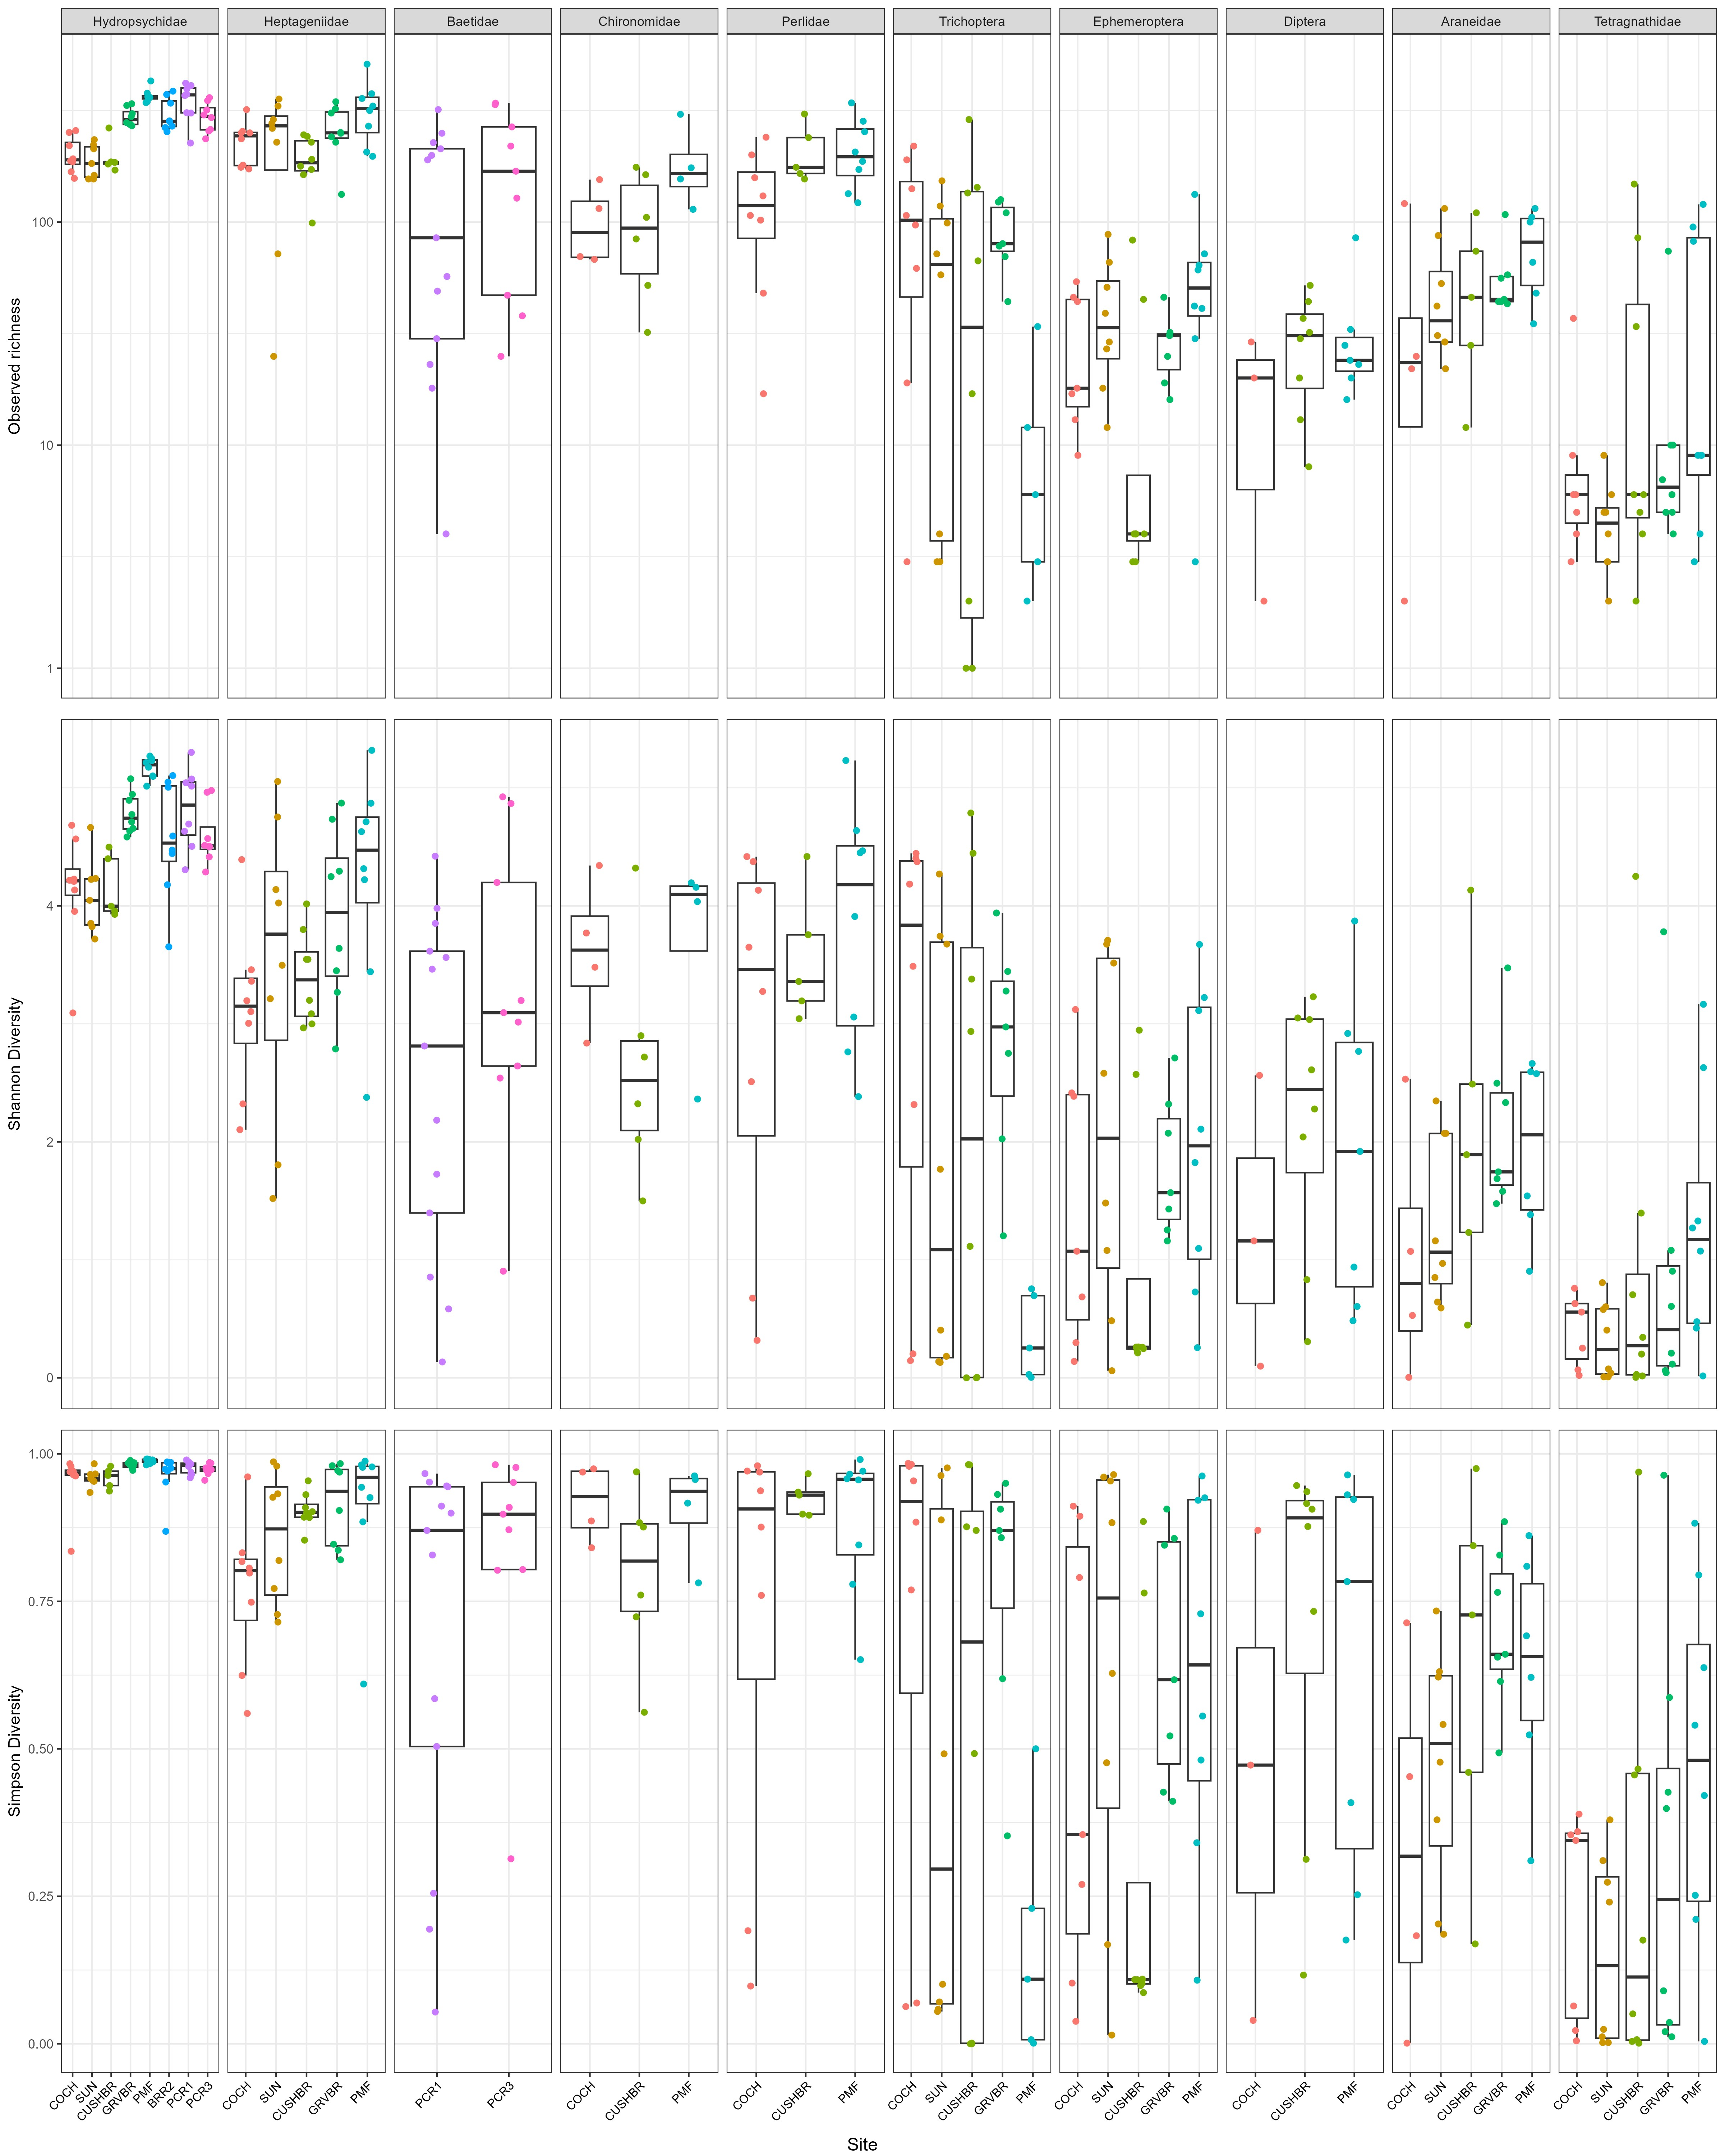 Hydropsychidae Heptageniidae Baetidae Chironomidae Perlidae Trichoptera Ephemeroptera Diptera Araneidae Tetragnathidae
Observed richness
100
10
1
Shannon Diversity
4
2
0
Simpson Diversity
1.00
0.75
0.50
0.25
0.00
COCH SUN CUSHBR GRVBR PMF BRR2 PCR1 PCR3 COCH SUN CUSHBR GRVBR PMF PCR1 PCR3 COCH CUSHBR PMF COCH CUSHBR PMF COCH SUN CUSHBR GRVBR PMF COCH SUN CUSHBR GRVBR PMF COCH CUSHBR PMF COCH SUN CUSHBR GRVBR PMF COCH SUN CUSHBR GRVBR PMF
Site